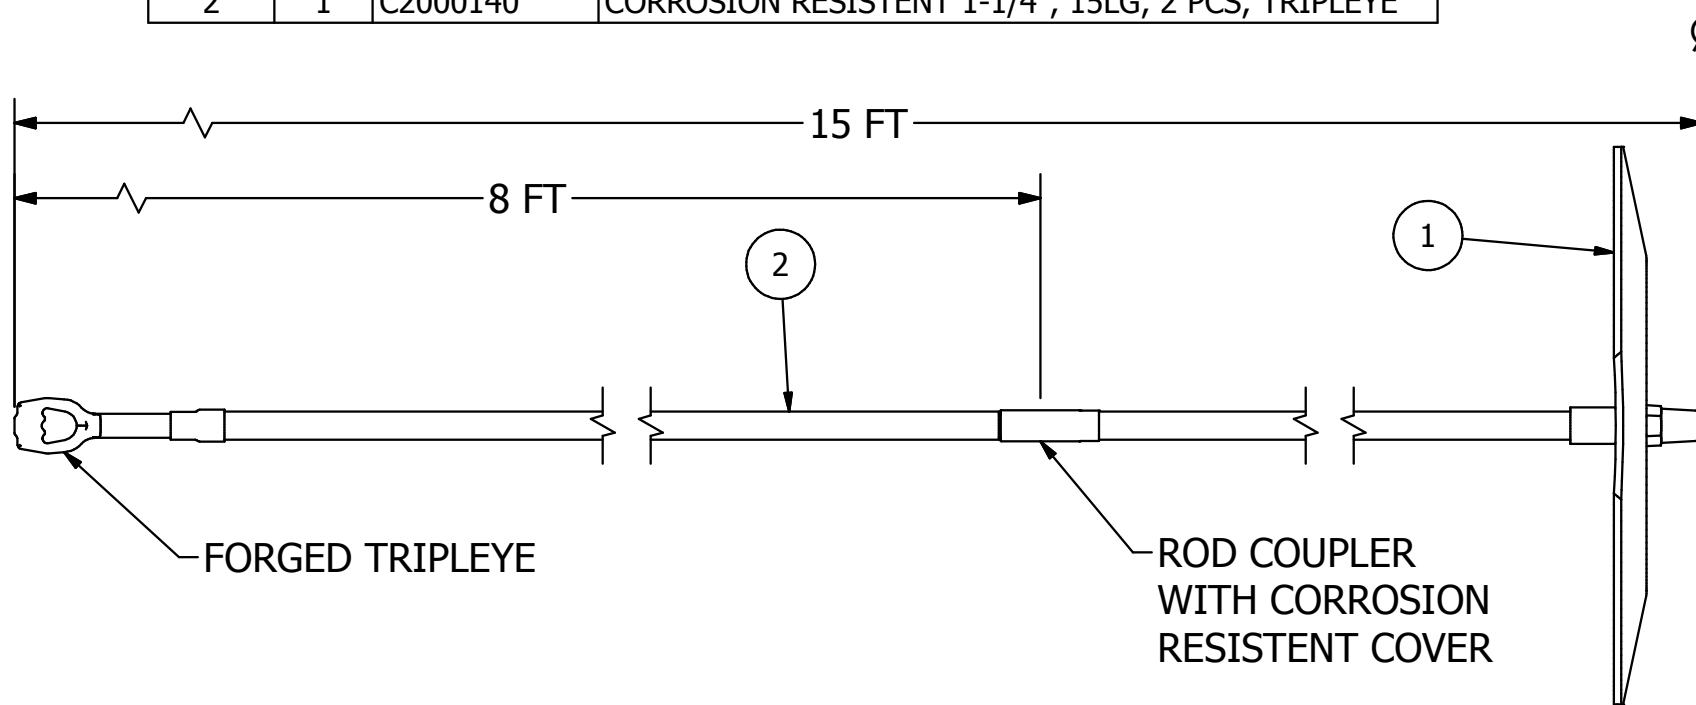 2 1 C2000140 CORROSION RESISTENT 1-1/4", 15LG, 2 PCS, TRIPLEYE
15 FT
8 FT
2
1
FORGED TRIPLEYE
ROD COUPLER
WITH CORROSION
RESISTENT COVER